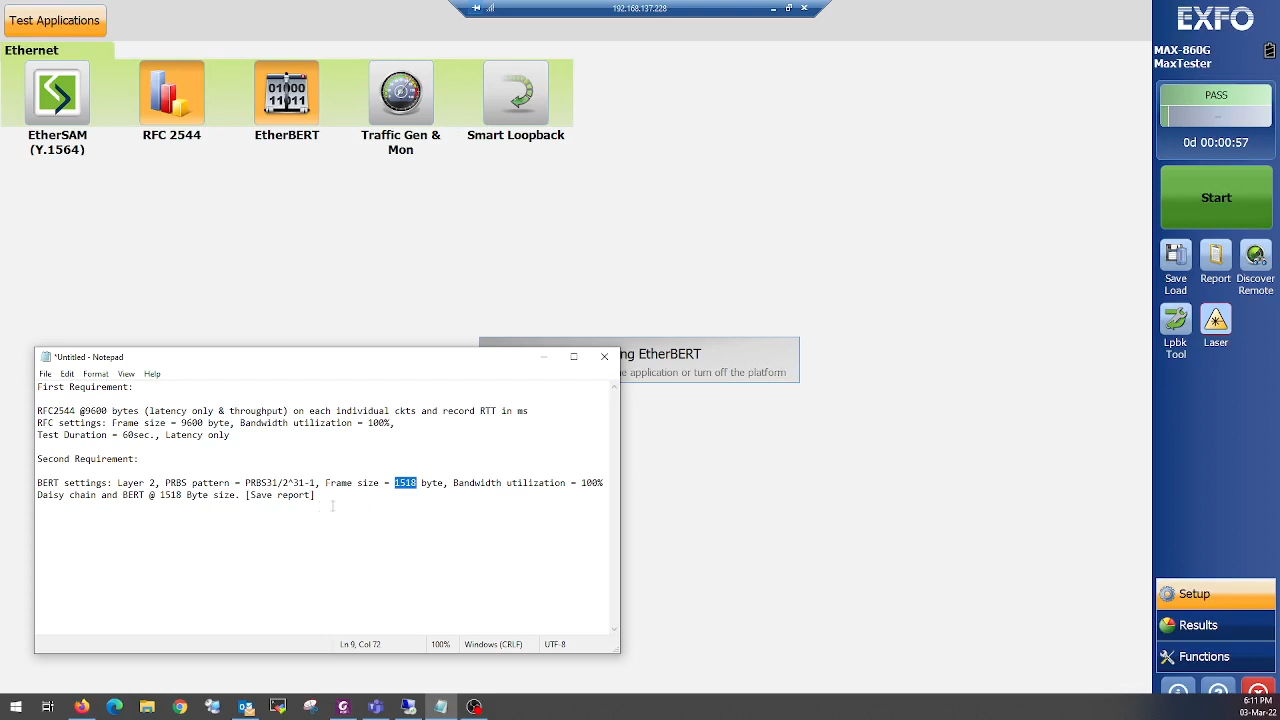 Test Applications
192.168.137.228
EXFO
Ethernet
MAX-860G
MaxTester
01000
11011
EtherSAM
(Y.1564)
RFC 2544
EtherBERT
Traffic Gen &
Mon
Smart Loopback
PASS
--
0d 00:00:57
Start
Save
Load
Report
Discover
Remote
Lpbk
Tool
Laser
ng EtherBERT
e application or turn off the platform
*Untitled - Notepad
File Edit Format View Help
First Requirement:
RFC2544 @9600 bytes (latency only & throughput) on each individual ckts and record RTT in ms
RFC settings: Frame size = 9600 byte, Bandwidth utilization = 100%,
Test Duration = 60sec., Latency only
Second Requirement:
BERT settings: Layer 2, PRBS pattern = PRBS31/2^31-1, Frame size = 1518 byte, Bandwidth utilization = 100%
Daisy chain and BERT @ 1518 Byte size. [Save report]
Ln 9, Col 72 100% Windows (CRLF) UTF-8
Setup
Results
Functions
6:11 PM
03-Mar-22